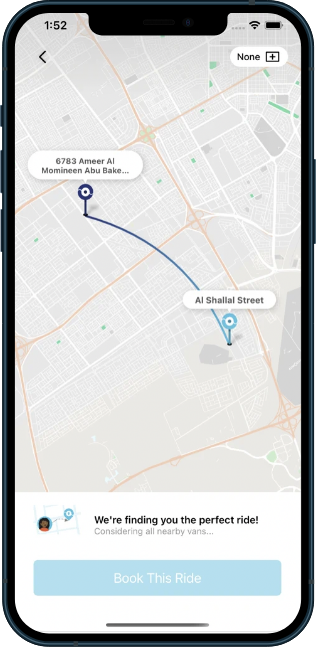 1:52
None
6783 Ameer Al
Momineen Abu Bake...
Al Shallal Street
We're finding you the perfect ride!
Considering all nearby vans...
Book This Ride